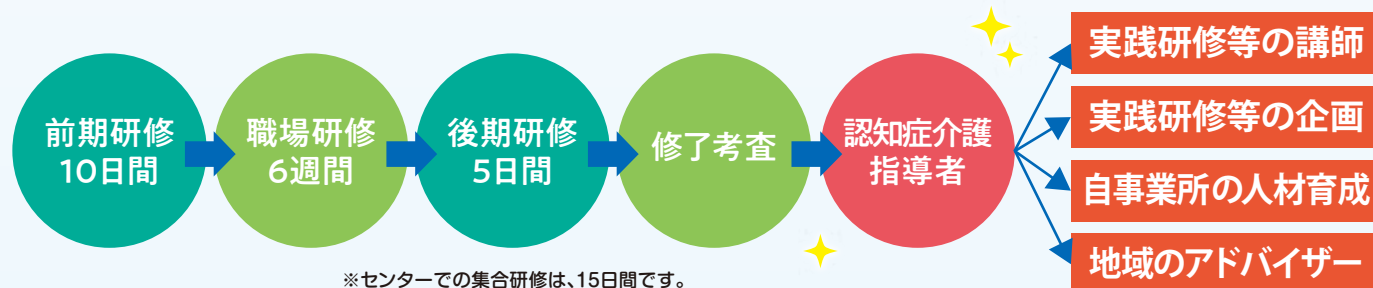 前期研修
10日間
職場研修
6週間
後期研修
5日間
修了考査
認知症介護
指導者
実践研修等の講師
実践研修等の企画
自事業所の人材育成
地域のアドバイザー
※センターでの集合研修は、15日間です。